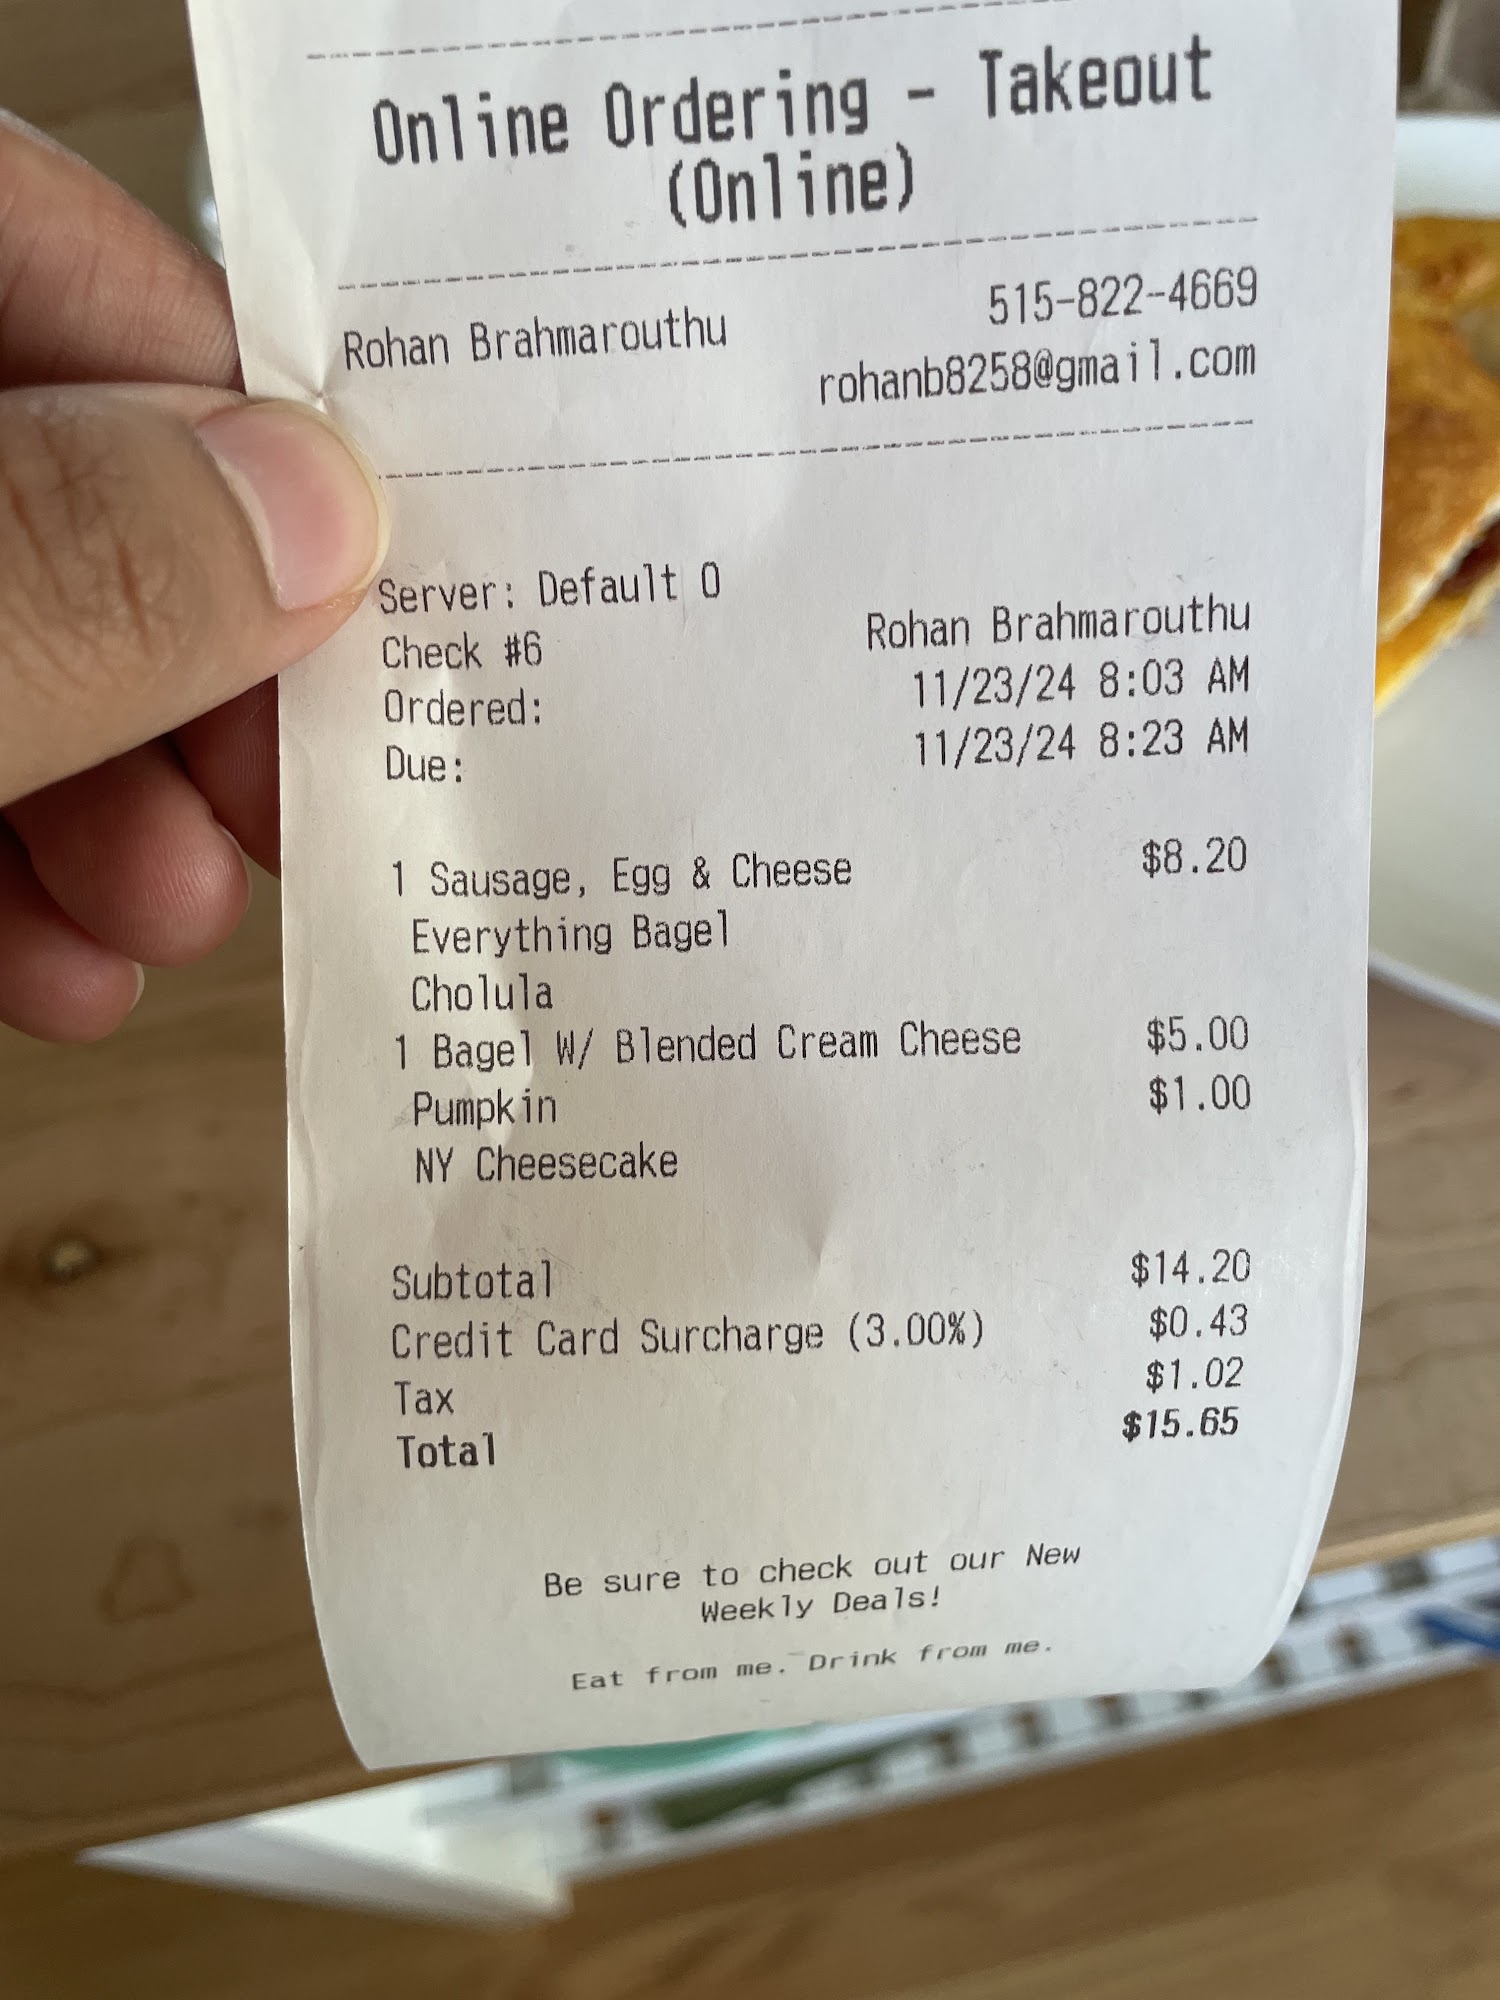 Online Ordering - Takeout
(Online)
Rohan Brahmarouthu 515-822-4669
rohanb8258@gmail.com
Server: Default O
Check #6 Rohan Brahmarouthu
Ordered: 11/23/24 8:03 AM
Due: 11/23/24 8:23 AM
1 Sausage, Egg & Cheese $8.20
Everything Bagel
Cholula
1 Bagel W/ Blended Cream Cheese $5.00
Pumpkin $1.00
NY Cheesecake
Subtotal $14.20
Credit Card Surcharge (3.00%) $0.43
Tax $1.02
Total $15.65
Be sure to check out our New
Weekly Deals!
Eat from me. Drink from me.